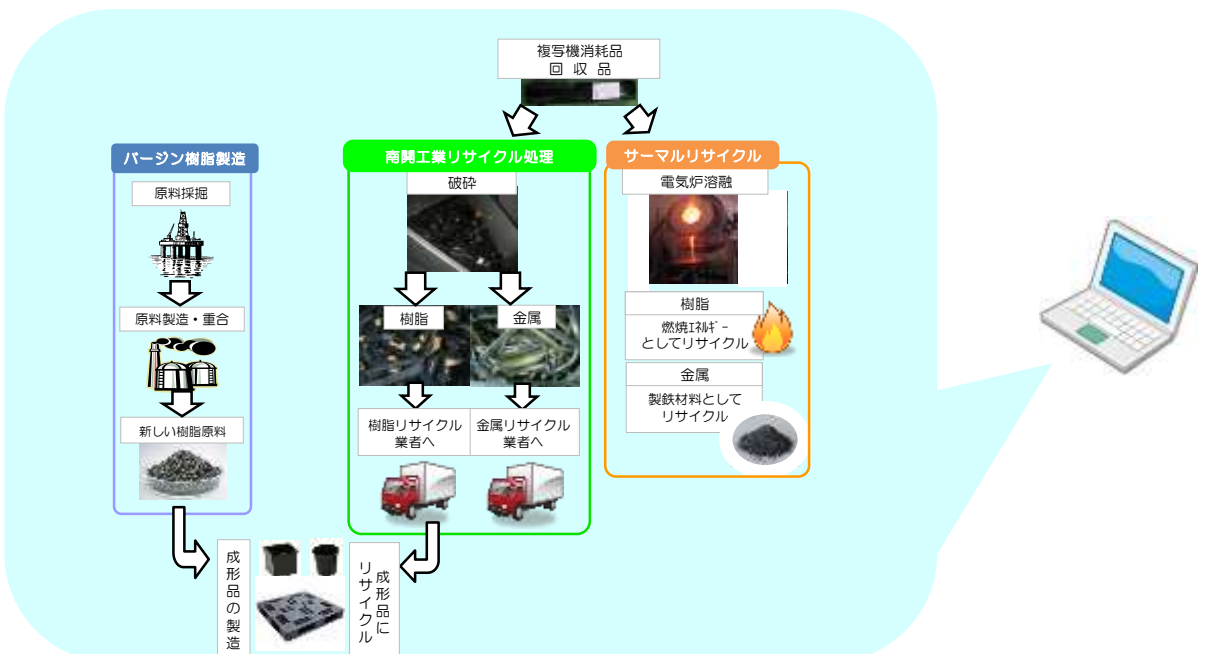 複写機消耗品
回収品
バージン樹脂製造
原料採掘
原料製造・重合
新しい樹脂原料
南開工業リサイクル処理
破砕
樹脂
金属
樹脂リサイクル
業者へ
金属リサイクル
業者へ
サーマルリサイクル
電気炉溶融
樹脂
燃焼ｴﾈﾙｷﾞｰ
としてリサイクル
金属
製鉄材料として
リサイクル
成形品の製造
成形品に
リサイクル